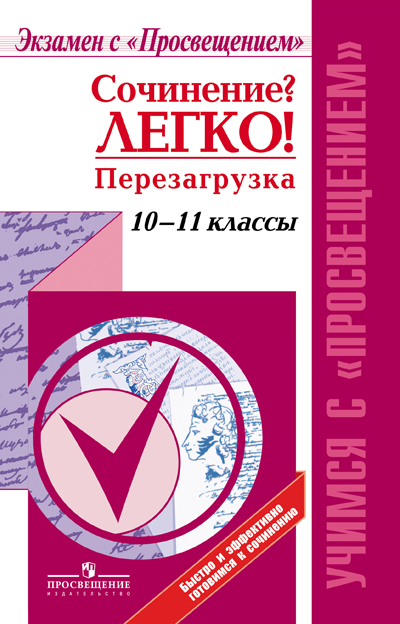 Экзамен с «Просвещением»
Сочинение?
ЛЕГКО!
Перезагрузка
10–11 классы
УЧИМСЯ С «ПРОСВЕЩЕНИЕМ»
Быстро и эффективно
готовимся к сочинению
ПРОСВЕЩЕНИЕ
ИЗДАТЕЛЬСТВО